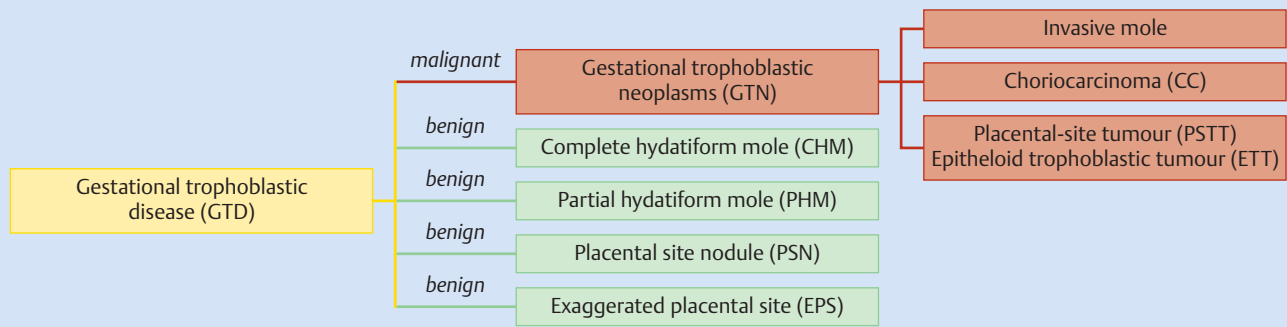 Gestational trophoblastic
disease (GTD)
malignant
Gestational trophoblastic
neoplasms (GTN)
Invasive mole
Choriocarcinoma (CC)
Placental-site tumour (PSTT)
Epitheloid trophoblastic tumour (ETT)
benign
Complete hydatiform mole (CHM)
benign
Partial hydatiform mole (PHM)
benign
Placental site nodule (PSN)
benign
Exaggerated placental site (EPS)